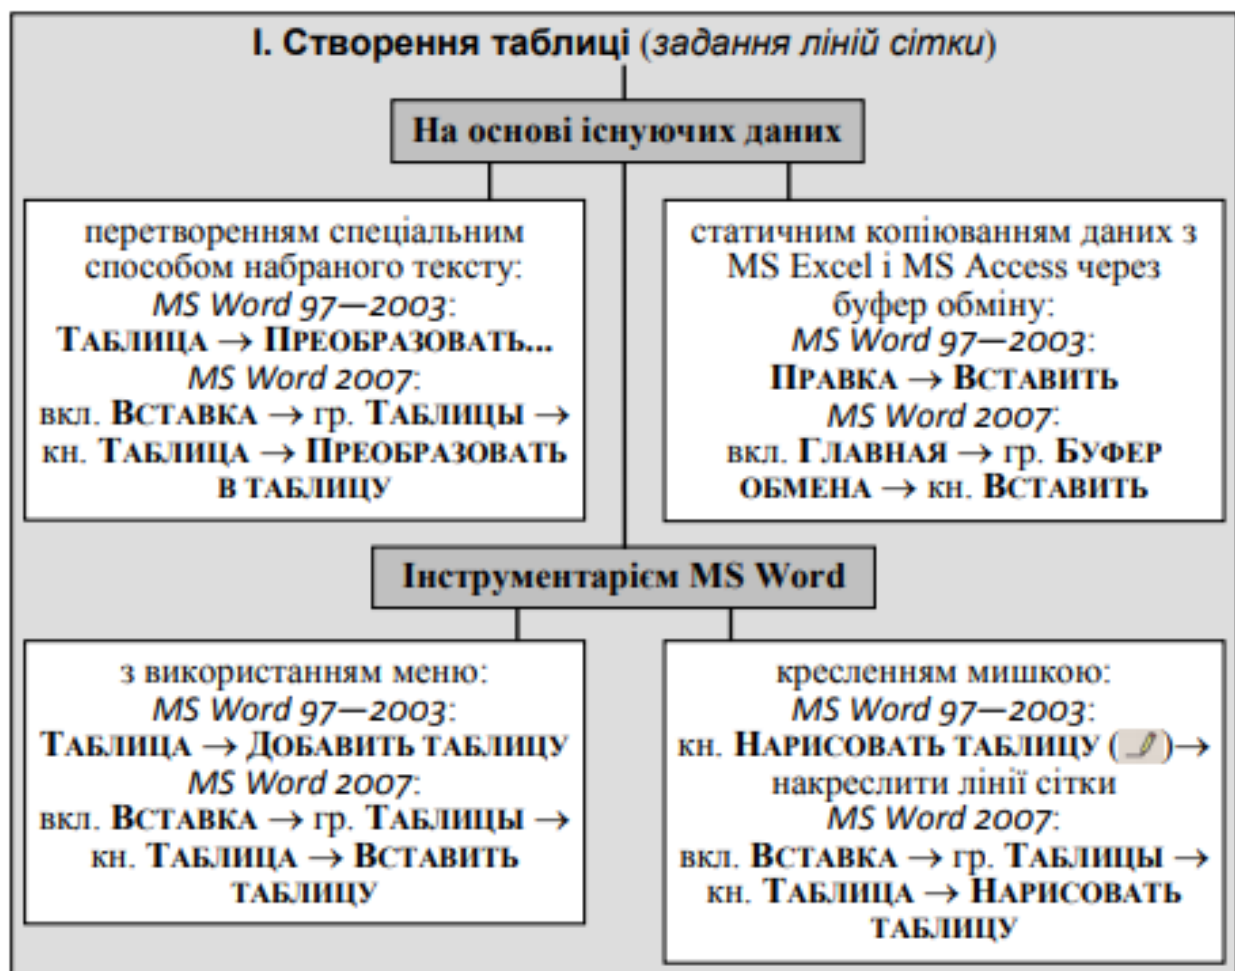 І. Створення таблиці (задання ліній сітки)
На основі існуючих даних
перетворенням спеціальним
способом набраного тексту:
MS Word 97—2003:
ТАБЛИЦА → ПРЕОБРАЗОВАТЬ...
MS Word 2007:
вкл. ВСТАВКА → гр. ТАБЛИЦЫ →
кн. ТАБЛИЦА → ПРЕОБРАЗОВАТЬ
В ТАБЛИЦУ
статичним копіюванням даних з
MS Excel і MS Access через
буфер обміну:
MS Word 97—2003:
ПРАВКА → ВСТАВИТЬ
MS Word 2007:
вкл. ГЛАВНАЯ → гр. БУФЕР
ОБМЕНА → кн. ВСТАВИТЬ
Інструментарієм MS Word
з використанням меню:
MS Word 97—2003:
ТАБЛИЦА → ДОБАВИТЬ ТАБЛИЦУ
MS Word 2007:
вкл. ВСТАВКА → гр. ТАБЛИЦЫ →
кн. ТАБЛИЦА → ВСТАВИТЬ
ТАБЛИЦУ
кресленням мишкою:
MS Word 97—2003:
кн. НАРИСОВАТЬ ТАБЛИЦУ ( )→
накреслити лінії сітки
MS Word 2007:
вкл. ВСТАВКА → гр. ТАБЛИЦЫ →
кн. ТАБЛИЦА → НАРИСОВАТЬ
ТАБЛИЦУ